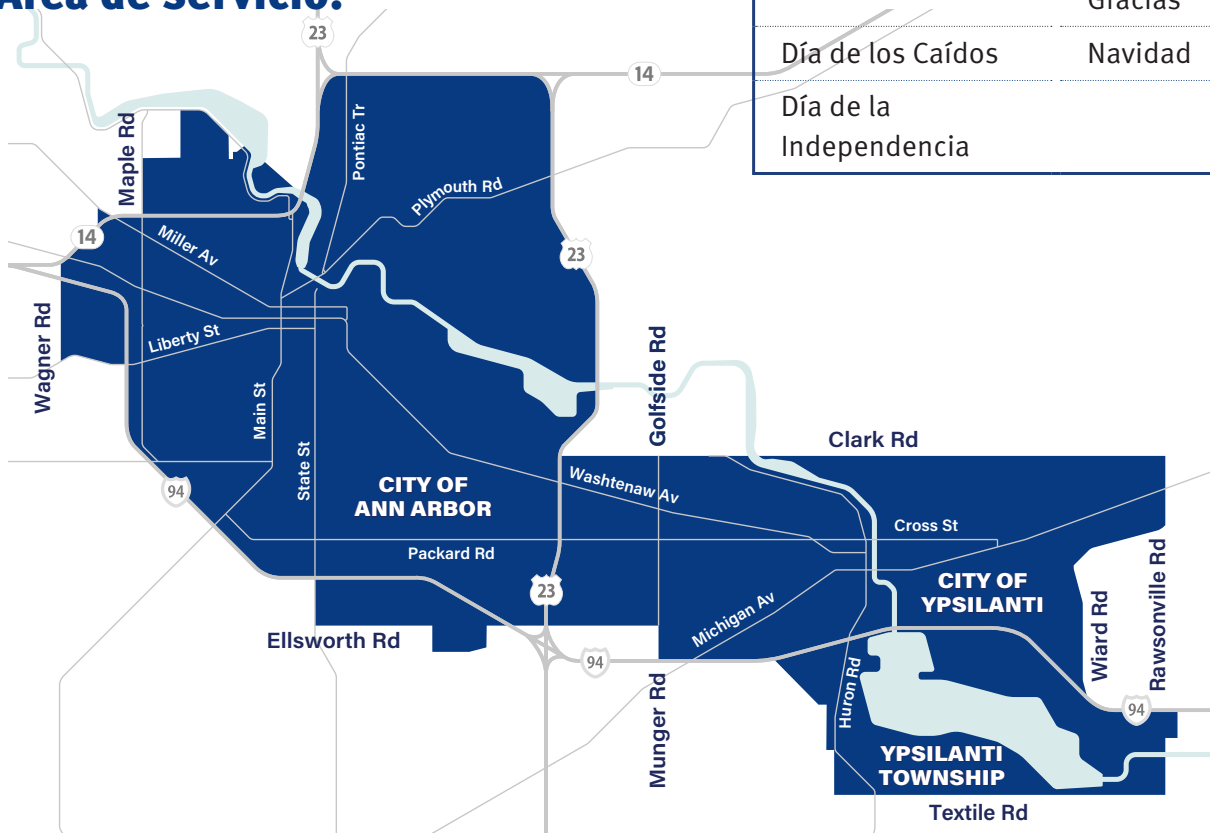 Área de Servicio:
Gracias
Día de los Caídos
Navidad
Día de la
Independencia
23
14
Maple Rd
Pontiac Tr
Plymouth Rd
14
Miller Av
23
Wagner Rd
Liberty St
Main St
State St
Golfside Rd
Clark Rd
94
CITY OF
ANN ARBOR
Washtenaw Av
Cross St
Packard Rd
23
CITY OF
YPSILANTI
Michigan Av
Ellsworth Rd
94
Munger Rd
Huron Rd
Wiard Rd
Rawsonville Rd
94
YPSILANTI
TOWNSHIP
Textile Rd